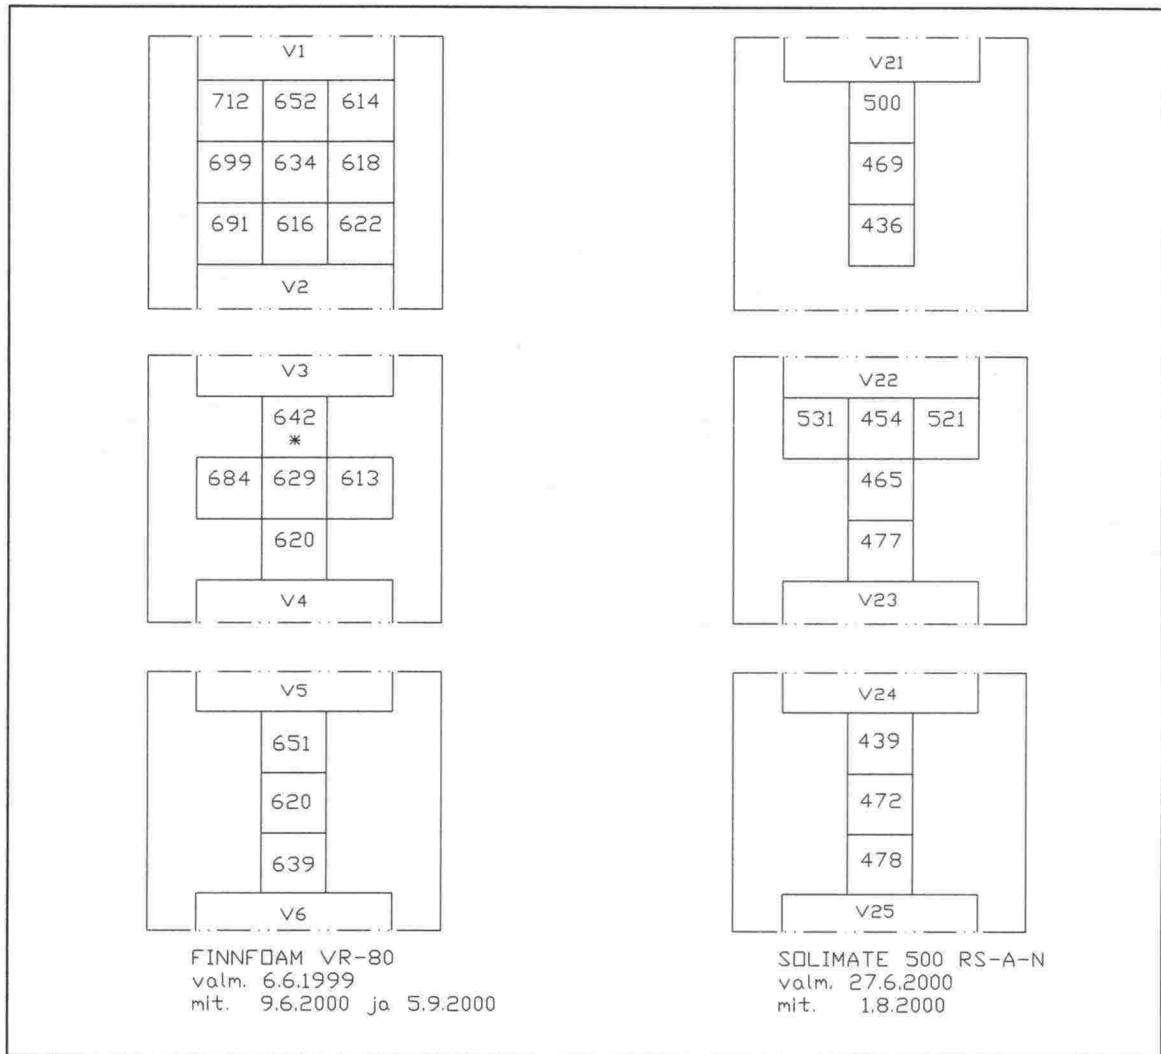 V1
712 652 614
699 634 618
691 616 622
V2
V3
642
*
684 629 613
620
V4
V5
651
620
639
V6
FINNFOAM VR-80
valm. 6.6.1999
mit. 9.6.2000 ja 5.9.2000
V21
500
469
436
V22
531 454 521
465
477
V23
V24
439
472
478
V25
SOLIMATE 500 RS-A-N
valm. 27.6.2000
mit. 1.8.2000